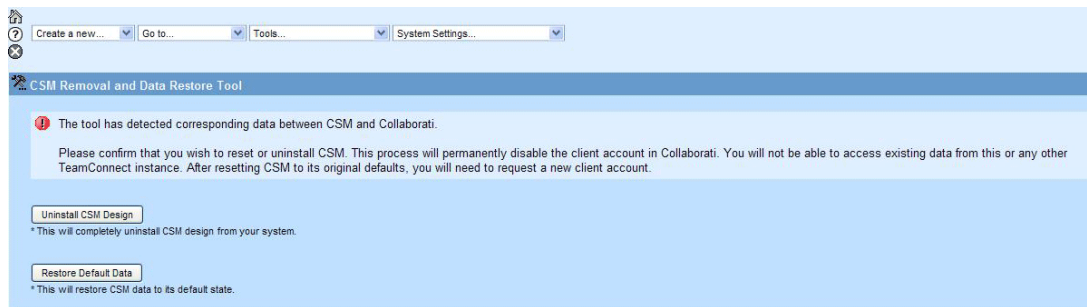 Create a new... Go to... Tools... System Settings...
CSM Removal and Data Restore Tool
The tool has detected corresponding data between CSM and Collaborati.
Please confirm that you wish to reset or uninstall CSM. This process will permanently disable the client account in Collaborati. You will not be able to access existing data from this or any other
TeamConnect instance. After resetting CSM to its original defaults, you will need to request a new client account.
Uninstall CSM Design
* This will completely uninstall CSM design from your system.
Restore Default Data
* This will restore CSM data to its default state.